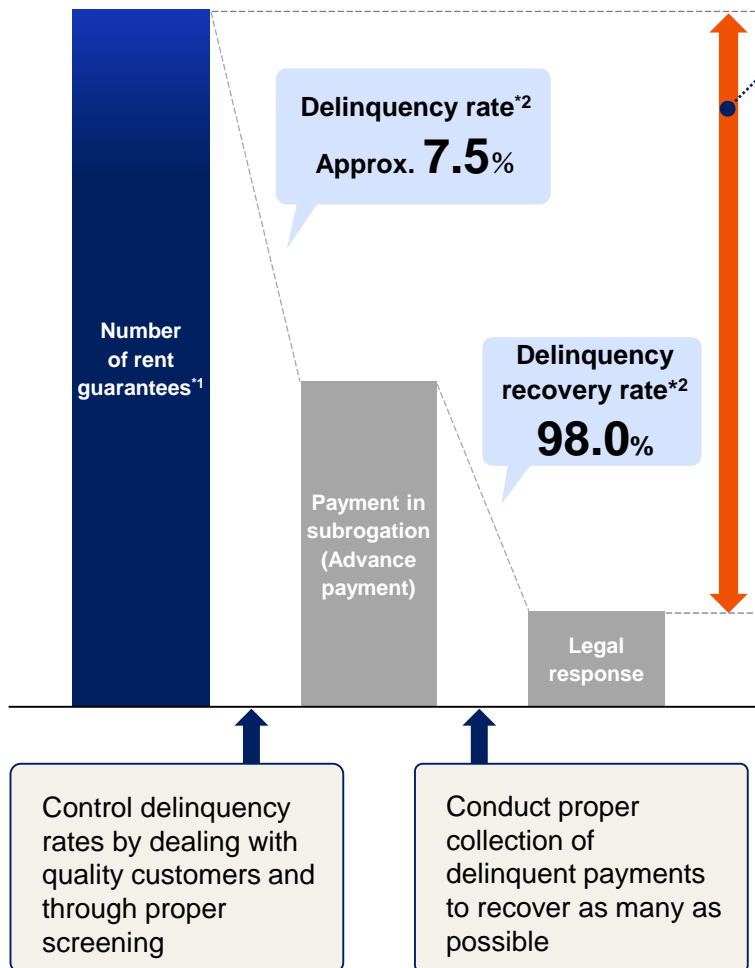 Delinquency rate*2
Approx. 7.5%
Number
of rent
guarantees*1
Delinquency
recovery rate*2
98.0%
Payment in
subrogation
(Advance
payment)
Legal
response
Control delinquency
rates by dealing with
quality customers and
through proper
screening
Conduct proper
collection of
delinquent payments
to recover as many as
possible